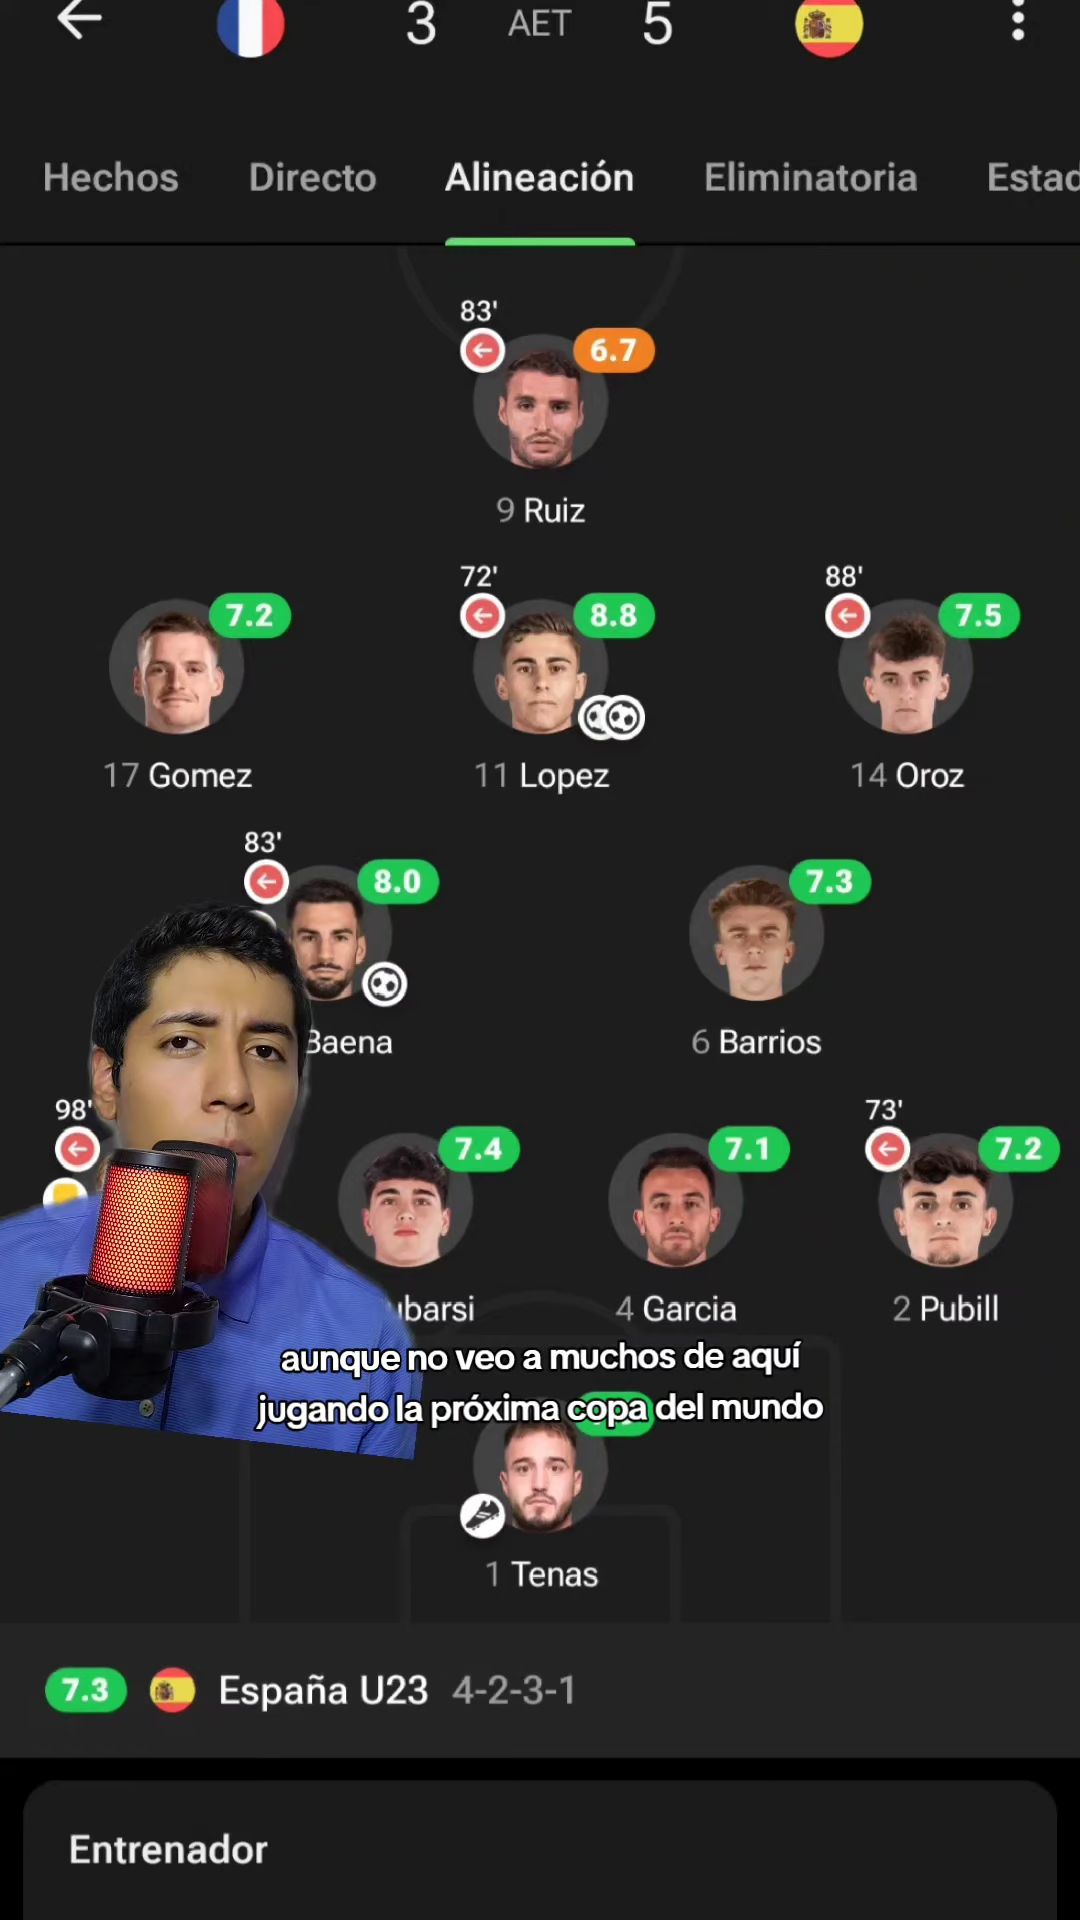 3 AET 5
Hechos Directo Alineación Eliminatoria Estad
83'
6.7
9 Ruiz
72' 88'
7.2 8.8 7.5
17 Gomez 11 Lopez 14 Oroz
83'
8.0 7.3
Baena 6 Barrios
98' 73'
7.4 7.1 7.2
ubarsi 4 Garcia 2 Pubill
aunque no veo a muchos de aquí
jugando la próxima copa del mundo
1 Tenas
7.3 España U23 4-2-3-1
Entrenador